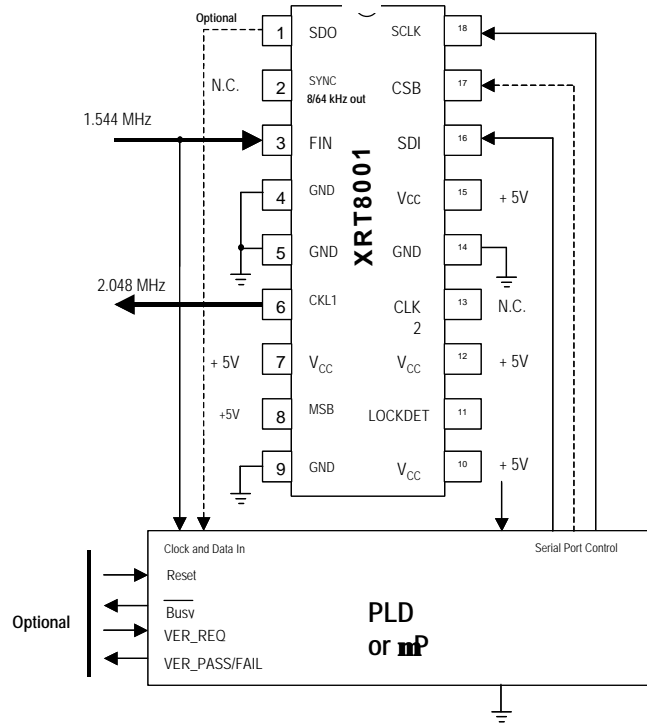 Optional
1 SDO SCLK 18
N.C. 2 SYNC CSB 17
8/64 kHz out
1.544 MHz
3 FIN SDI 16
XRT8001
4 GND Vcc 15 + 5V
5 GND GND 14
2.048 MHz
6 CKL1 CLK 13 N.C.
2
+ 5V 7 VCC VCC 12 + 5V
+5V 8 MSB LOCKDET 11
9 GND VCC 10 + 5V
Clock and Data In Serial Port Control
Reset
Busy
Optional
VER_REQ
VER_PASS/FAIL
PLD
or mP